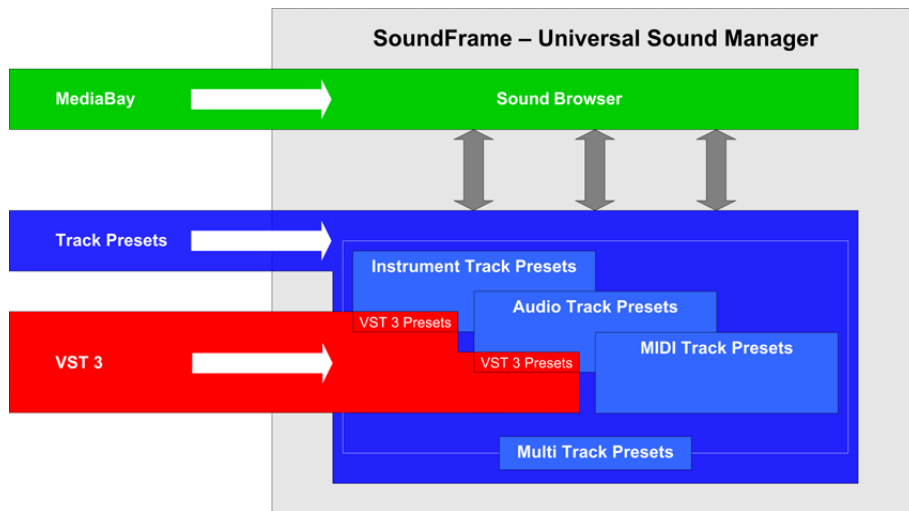 SoundFrame – Universal Sound Manager
MediaBay
Sound Browser
Track Presets
Instrument Track Presets
Audio Track Presets
VST 3 Presets
MIDI Track Presets
VST 3
VST 3 Presets
Multi Track Presets